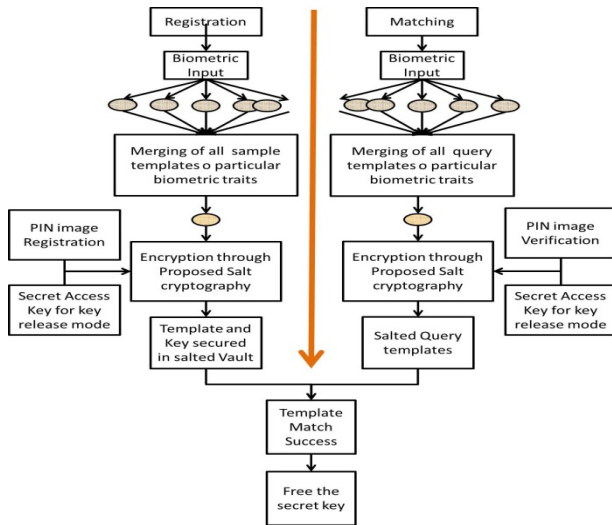 Registration
Biometric
Input
Merging of all sample
templates o particular
biometric traits
PIN image
Registration
Secret Access
Key for key
release mode
Encryption through
Proposed Salt
cryptography
Template and
Key secured
in salted Vault
Matching
Biometric
Input
Merging of all query
templates o particular
biometric traits
PIN image
Verification
Secret Access
Key for key
release mode
Encryption through
Proposed Salt
cryptography
Salted Query
templates
Template
Match
Success
Free the
secret key